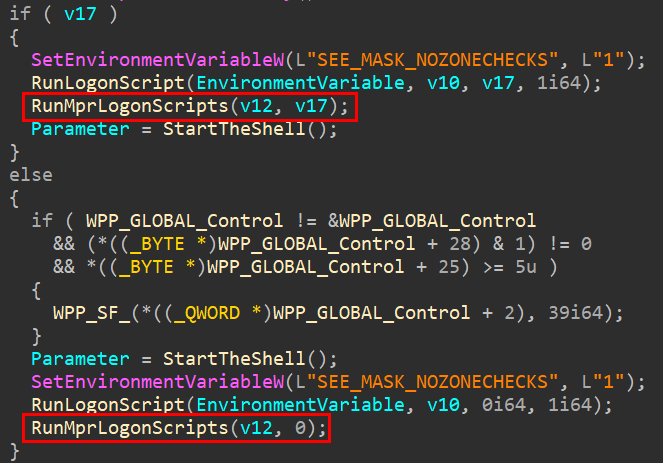 if ( v17 )
{
SetEnvironmentVariableW(L"SEE_MASK_NOZONECHECKS", L"1");
RunLogonScript(EnvironmentVariable, v10, v17, 1i64);
RunMprLogonScripts(v12, v17);
Parameter = StartTheShell();
}
else
{
if ( WPP_GLOBAL_Control != &WPP_GLOBAL_Control
&& (*((_BYTE *)WPP_GLOBAL_Control + 28) & 1) != 0
&& *((_BYTE *)WPP_GLOBAL_Control + 25) >= 5u )
{
WPP_SF_(*((_QWORD *)WPP_GLOBAL_Control + 2), 39i64);
}
Parameter = StartTheShell();
SetEnvironmentVariableW(L"SEE_MASK_NOZONECHECKS", L"1");
RunLogonScript(EnvironmentVariable, v10, 0i64, 1i64);
RunMprLogonScripts(v12, 0);
}